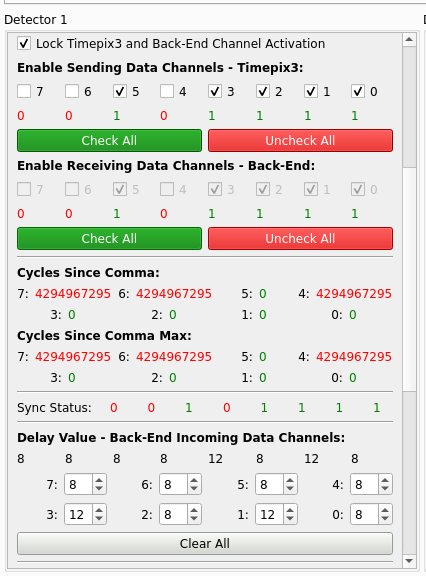 Detector 1
Lock Timepix3 and Back-End Channel Activation
Enable Sending Data Channels - Timepix3:
7 6 5 4 3 2 1 0
0 0 1 0 1 1 1 1
Check All Uncheck All
Enable Receiving Data Channels - Back-End:
7 6 5 4 3 2 1 0
0 0 1 0 1 1 1 1
Check All Uncheck All
Cycles Since Comma:
7: 4294967295 6: 4294967295 5: 0 4: 4294967295
3: 0 2: 0 1: 0 0: 0
Cycles Since Comma Max:
7: 4294967295 6: 4294967295 5: 0 4: 4294967295
3: 0 2: 0 1: 0 0: 0
Sync Status: 0 0 1 0 1 1 1 1
Delay Value - Back-End Incoming Data Channels:
8 8 8 8 12 8 12 8
7: 8 6: 8 5: 8 4: 8
3: 12 2: 8 1: 12 0: 8
Clear All